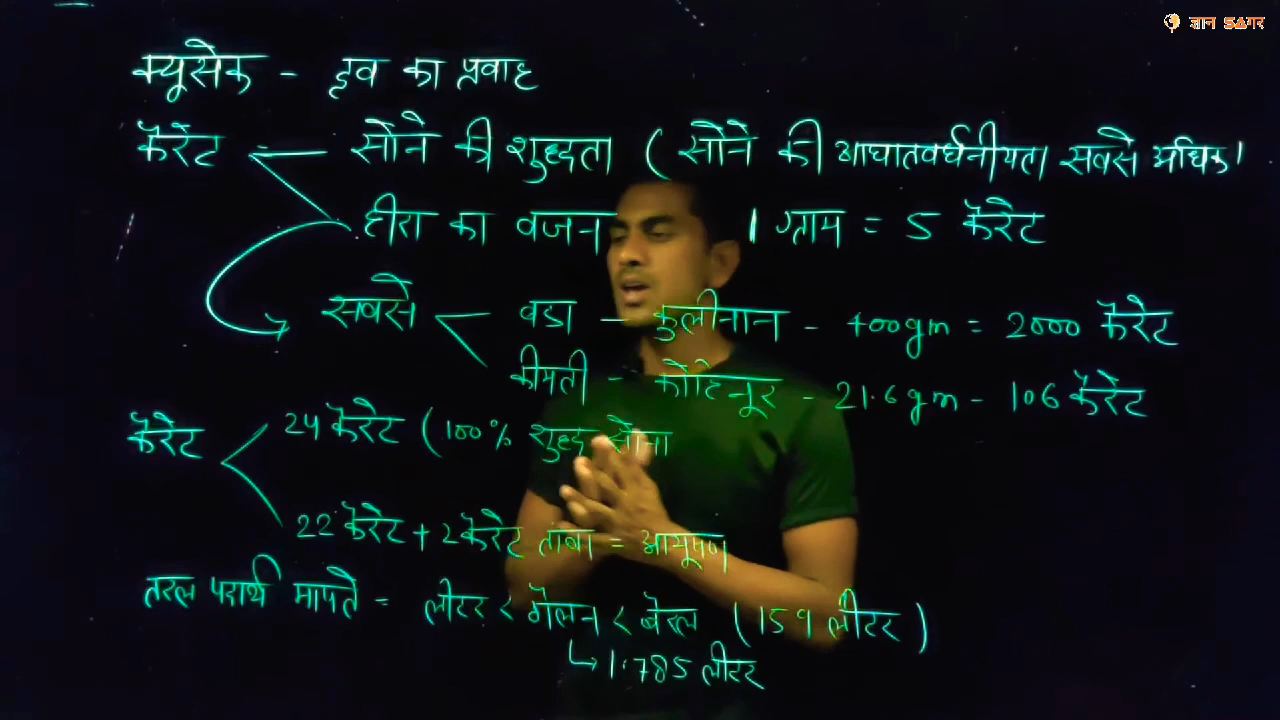 ज्ञान SAगर
क्यूसेक - द्रव का प्रवाह
कैरेट - सोने की शुद्धता (सोने की आघातवर्धनीयता सबसे अधिक)
हीरा का वजन 1 ग्राम = 5 कैरेट
सबसे बडा - कुलीनान - 400gm = 2000 कैरेट
कीमती - कोहिनूर - 21.6gm - 106 कैरेट
कैरेट 24 कैरेट (100% शुद्ध सोना
22 कैरेट + 2 कैरेट तांबा = आभूषण
तरल पदार्थ मापते = लीटर < गैलन < बैरल (159 लीटर)
1.785 लीटर